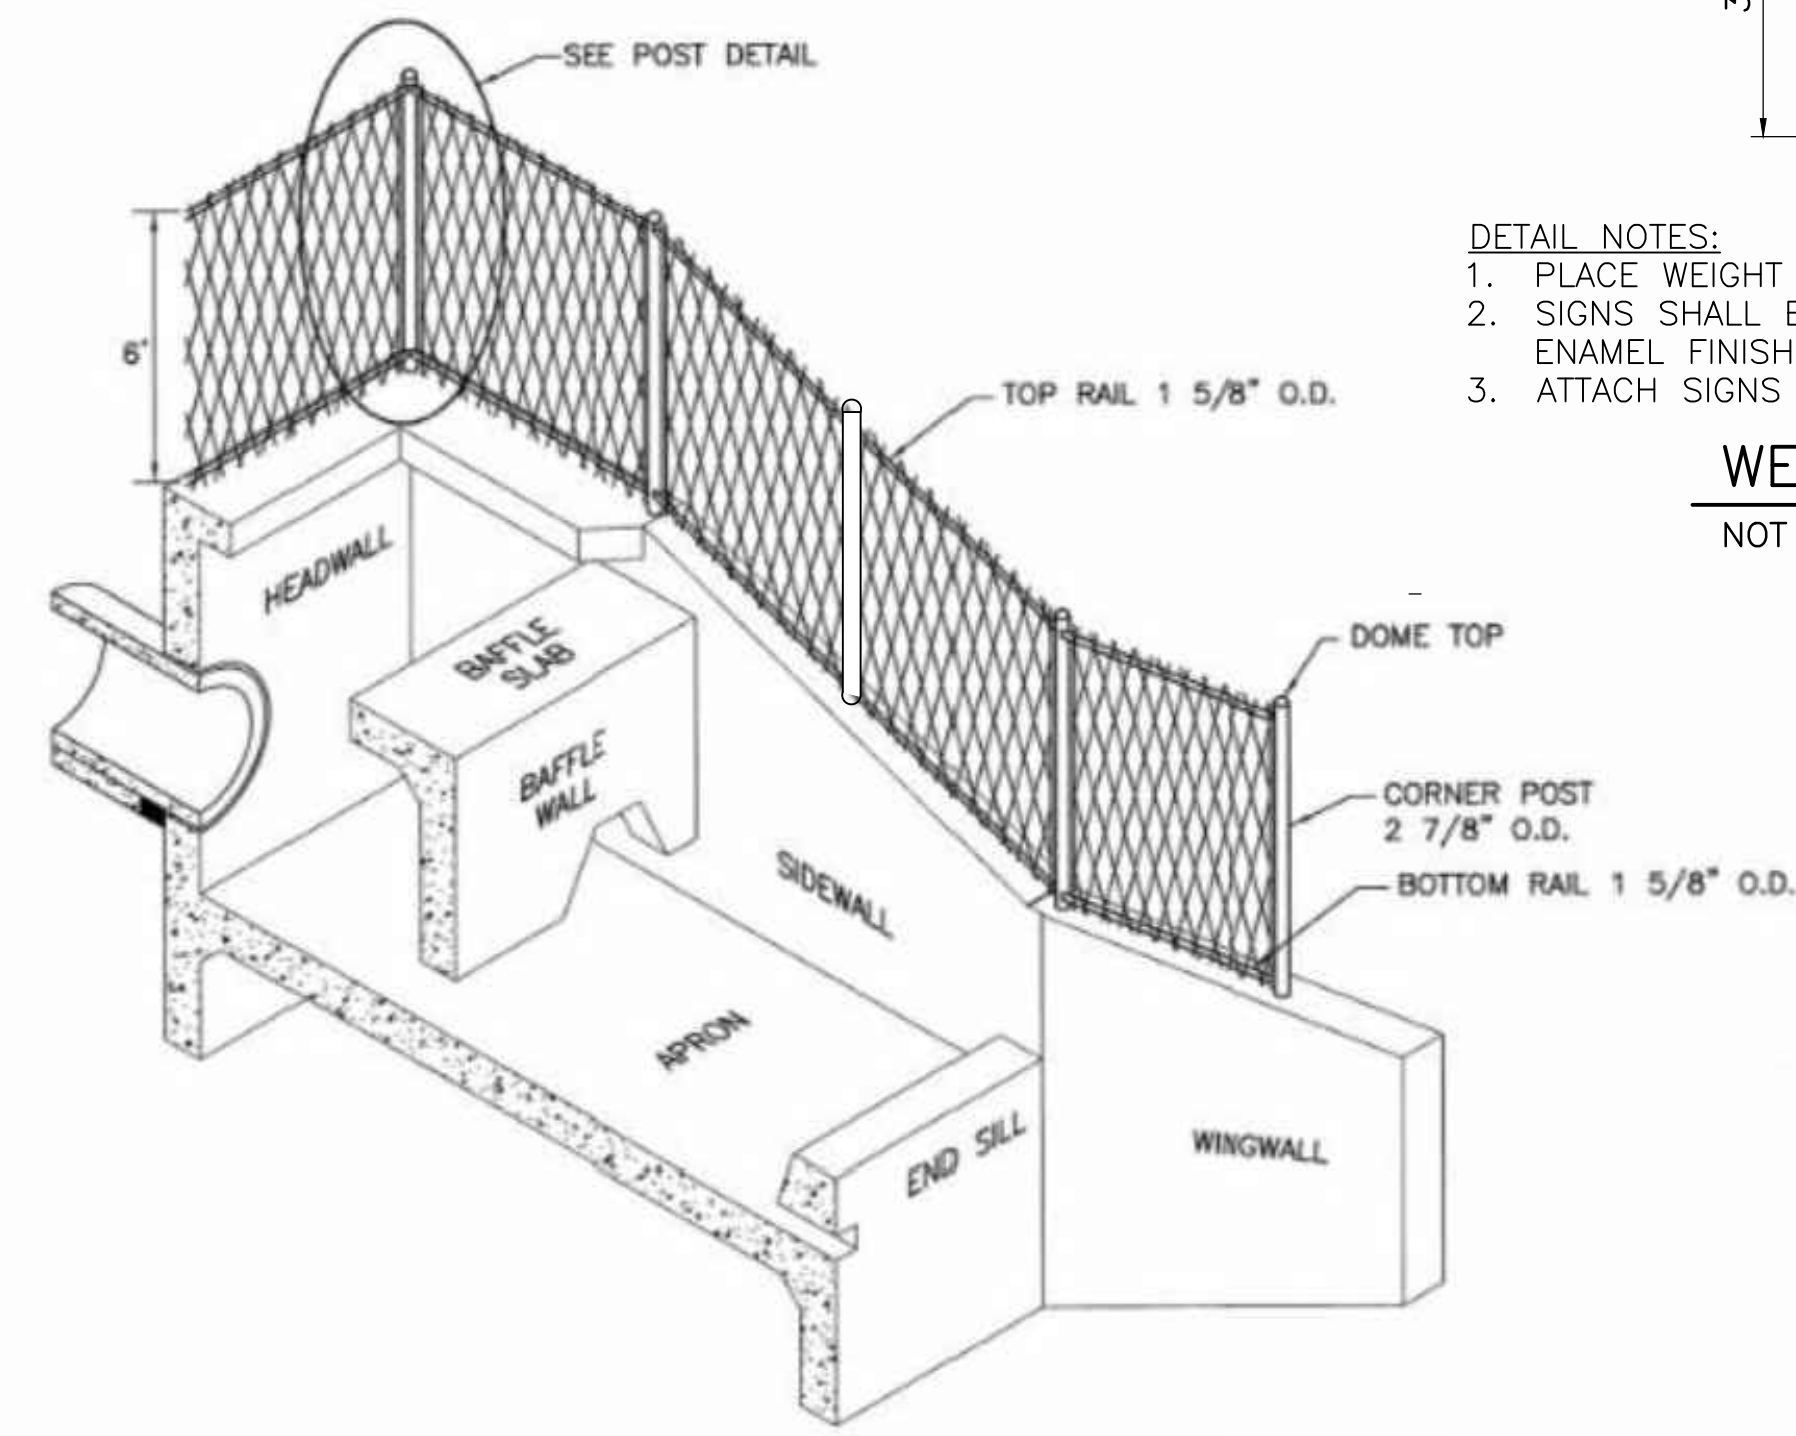 SEE POST DETAIL
DETAIL NOTES:
1. PLACE WEIGHT
2. SIGNS SHALL
ENAMEL FINISH
3. ATTACH SIGNS
6'
TOP RAIL 1 5/8" O.D.
WE
NOT
HEADWALL
BAFFLE
SLAB
DOME TOP
BAFFLE
WALL
CORNER POST
2 7/8" O.D.
SIDEWALL
BOTTOM RAIL 1 5/8" O.D.
APRON
END SILL
WINGWALL